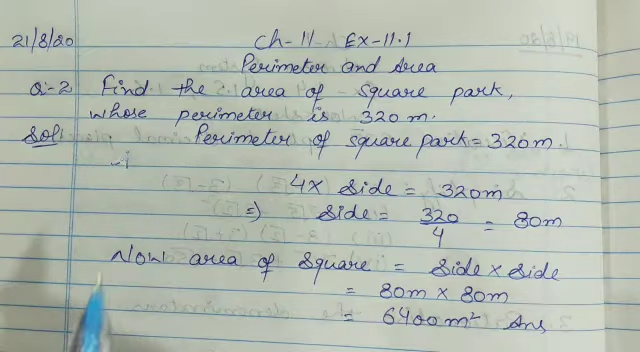 21/8/20 Ch-11 Ex-11.1
Perimeter and Area
Q-2 Find the area of square park,
whose perimeter is 320m.
Sol: Perimeter of square park = 320m.
4 × side = 320m
⇒ side = 320/4 = 80m
Now area of square = side × side
= 80m × 80m
= 6400m² Ans